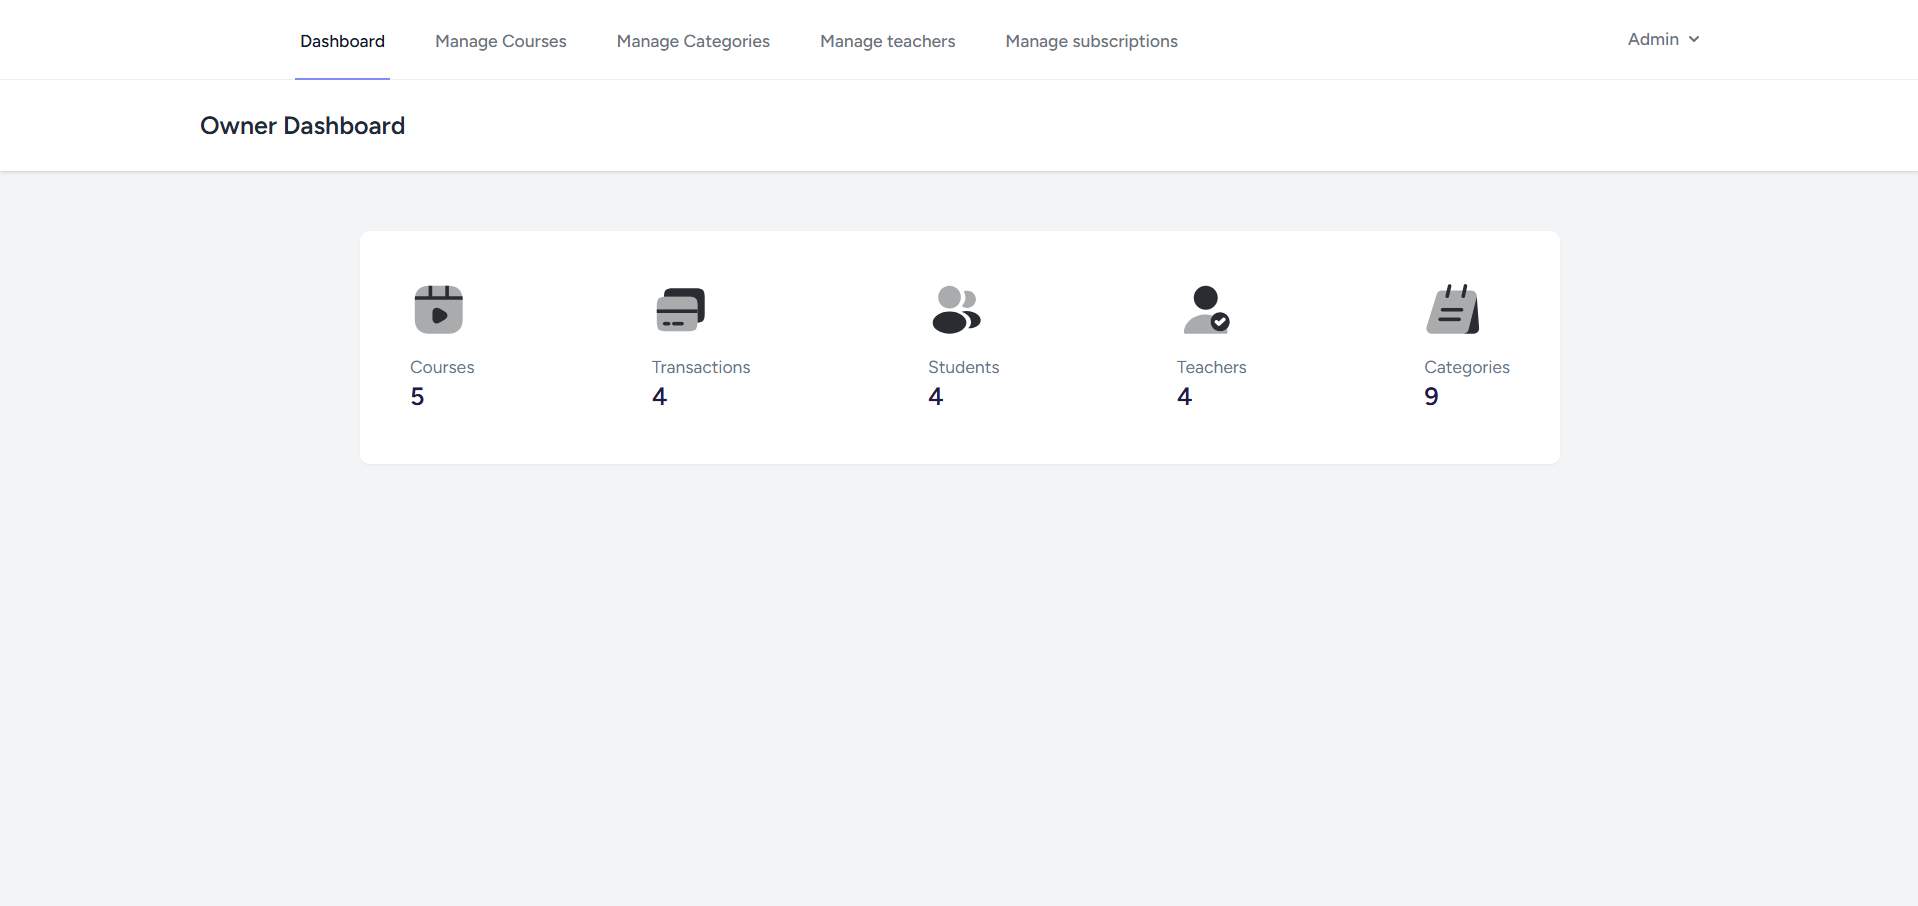 Dashboard Manage Courses Manage Categories Manage teachers Manage subscriptions Admin
Owner Dashboard
Courses Transactions Students Teachers Categories
5 4 4 4 9